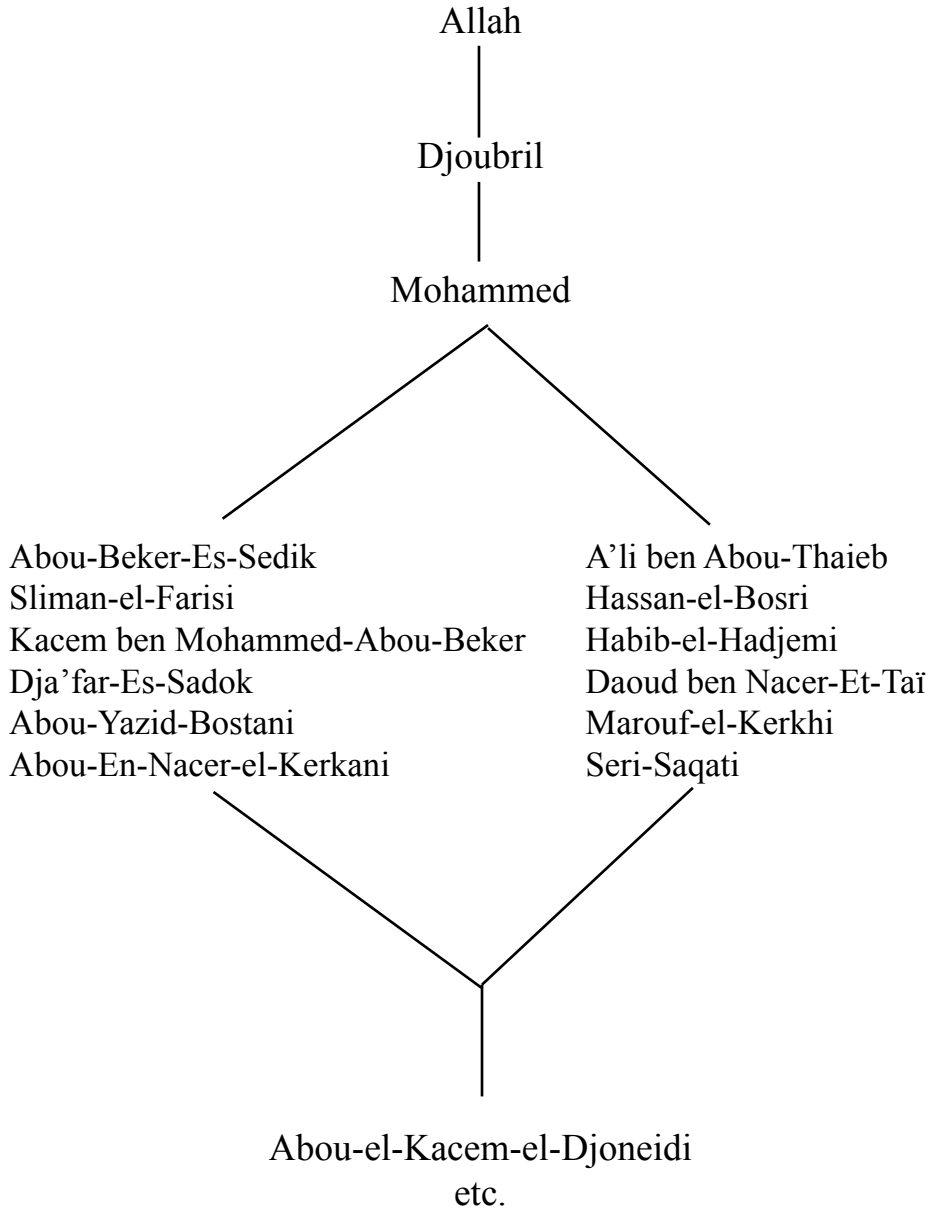 Allah
Djoubril
Mohammed
Abou-Beker-Es-Sedik
Sliman-el-Farisi
Kacem ben Mohammed-Abou-Beker
Dja’far-Es-Sadok
Abou-Yazid-Bostani
Abou-En-Nacer-el-Kerkani
A’li ben Abou-Thaieb
Hassan-el-Bosri
Habib-el-Hadjemi
Daoud ben Nacer-Et-Taï
Marouf-el-Kerkhi
Seri-Saqati
Abou-el-Kacem-el-Djoneidi
etc.